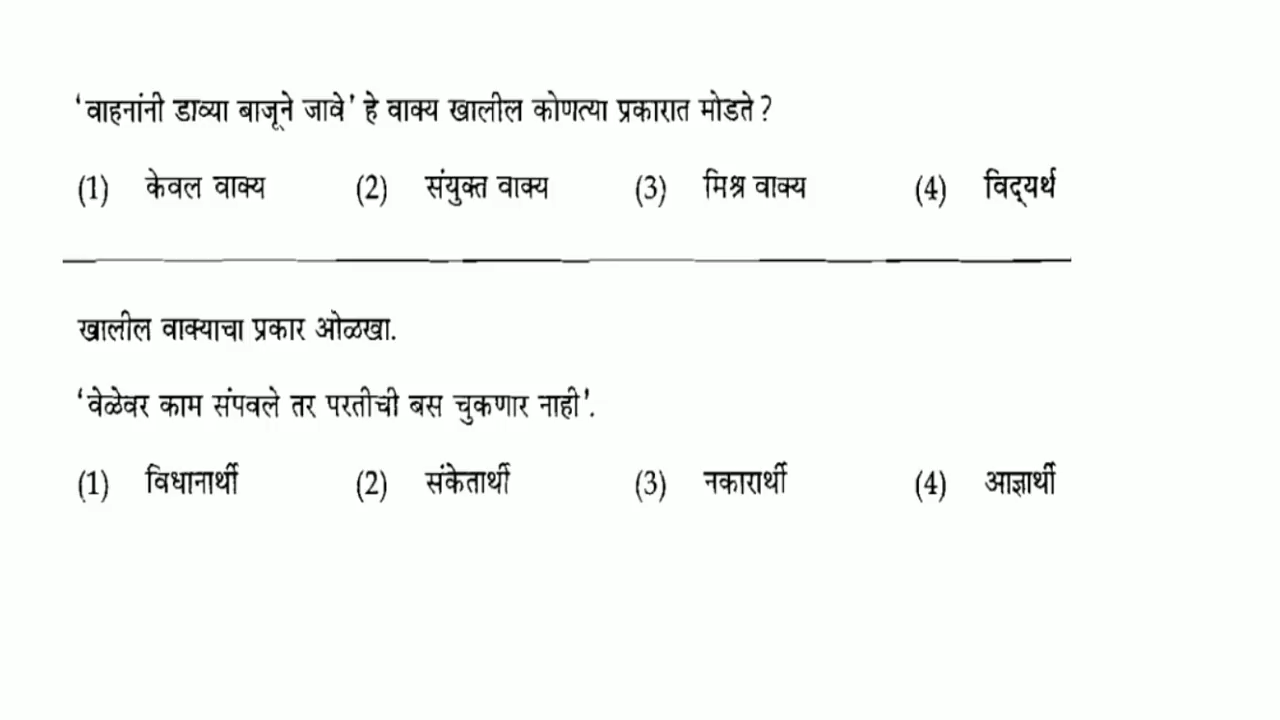 'वाहनांनी डाव्या बाजूने जावे' हे वाक्य खालील कोणत्या प्रकारात मोडते ?
(1) केवल वाक्य (2) संयुक्त वाक्य (3) मिश्र वाक्य (4) विद्‌यर्थ
खालील वाक्याचा प्रकार ओळखा.
'वेळेवर काम संपवले तर परतीची बस चुकणार नाही'.
(1) विधानार्थी (2) संकेतार्थी (3) नकारार्थी (4) आज्ञार्थी